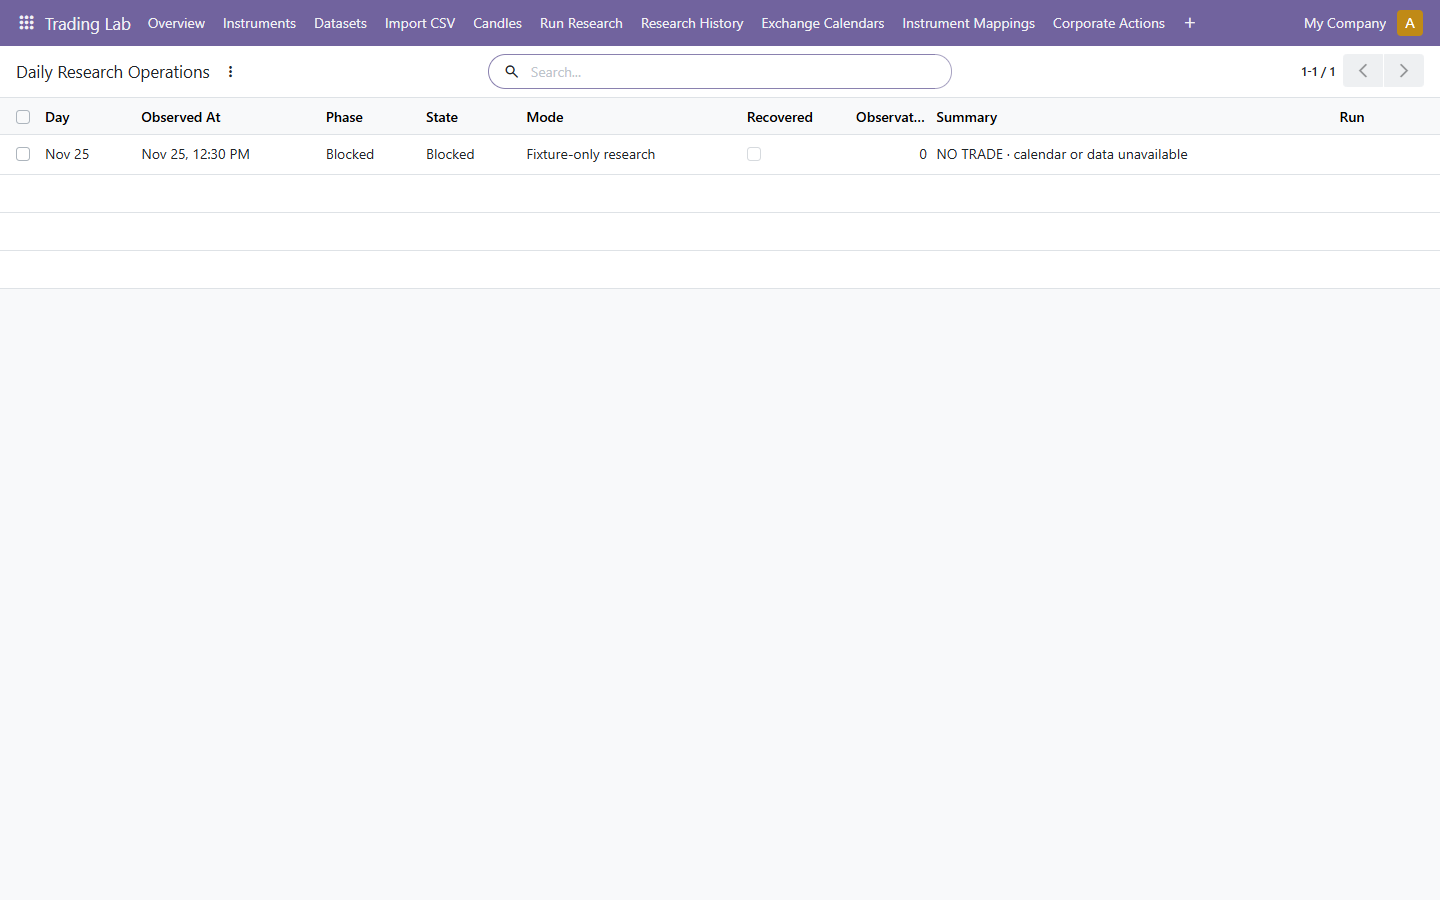 Trading Lab Overview Instruments Datasets Import CSV Candles Run Research Research History Exchange Calendars Instrument Mappings Corporate Actions + My Company A
Daily Research Operations Search... 1-1 / 1
Day Observed At Phase State Mode Recovered Observat... Summary Run
Nov 25 Nov 25, 12:30 PM Blocked Blocked Fixture-only research 0 NO TRADE · calendar or data unavailable